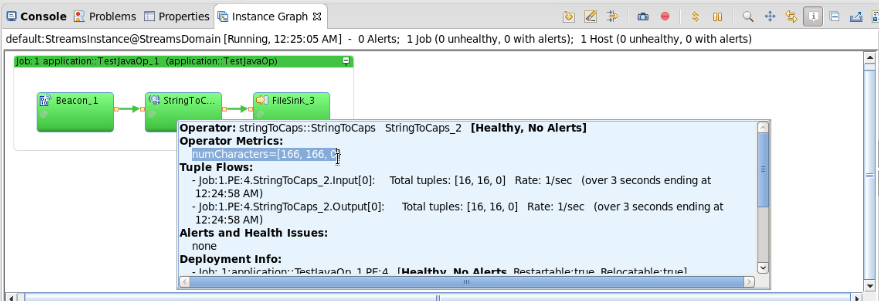 Console Problems Properties Instance Graph
default:StreamsInstance@StreamsDomain [Running, 12:25:05 AM] - 0 Alerts; 1 Job (0 unhealthy, 0 with alerts); 1 Host (0 unhealthy, 0 with alerts)
Job:1 application::TestJavaOp_1 (application::TestJavaOp)
Beacon_1 StringToC... FileSink_3
Operator: stringToCaps::StringToCaps StringToCaps_2 [Healthy, No Alerts]
Operator Metrics:
numCharacters=[166, 166, 0]
Tuple Flows:
- Job:1.PE:4.StringToCaps_2.Input[0]: Total tuples: [16, 16, 0] Rate: 1/sec (over 3 seconds ending at
12:24:58 AM)
- Job:1.PE:4.StringToCaps_2.Output[0]: Total tuples: [16, 16, 0] Rate: 1/sec (over 3 seconds ending at
12:24:58 AM)
Alerts and Health Issues:
none
Deployment Info:
- Job: 1:application::TestJavaOp_1.PE:4 [Healthy, No Alerts, Restartable:true, Relocatable:true]